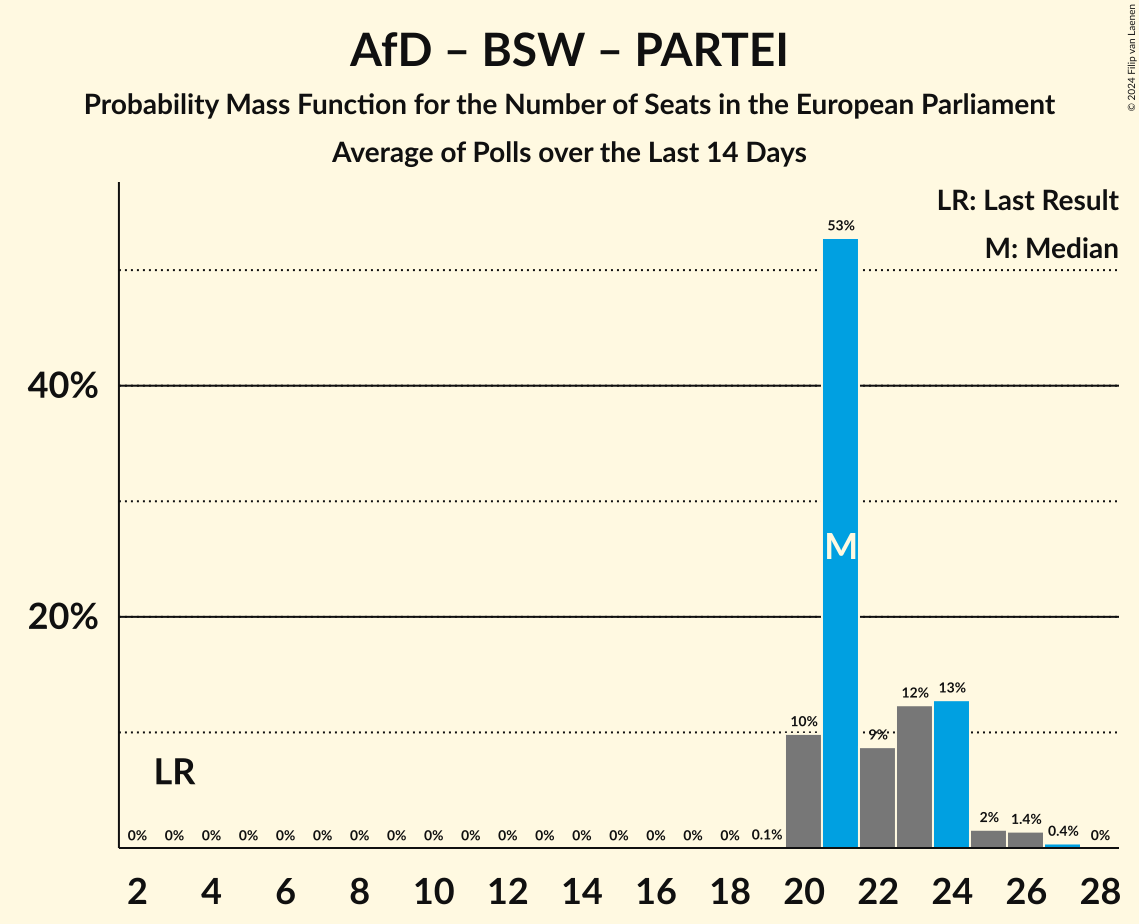 AfD – BSW – PARTEI
Probability Mass Function for the Number of Seats in the European Parliament
Average of Polls over the Last 14 Days
© 2024 Filip van Laenen
LR: Last Result
M: Median
53%
40%
M
20%
13%
12%
10%
9%
LR
0% 0% 0% 0% 0% 0% 0% 0% 0% 0% 0% 0% 0% 0% 0% 0% 0% 0.1% 2% 1.4% 0.4% 0%
2 4 6 8 10 12 14 16 18 20 22 24 26 28